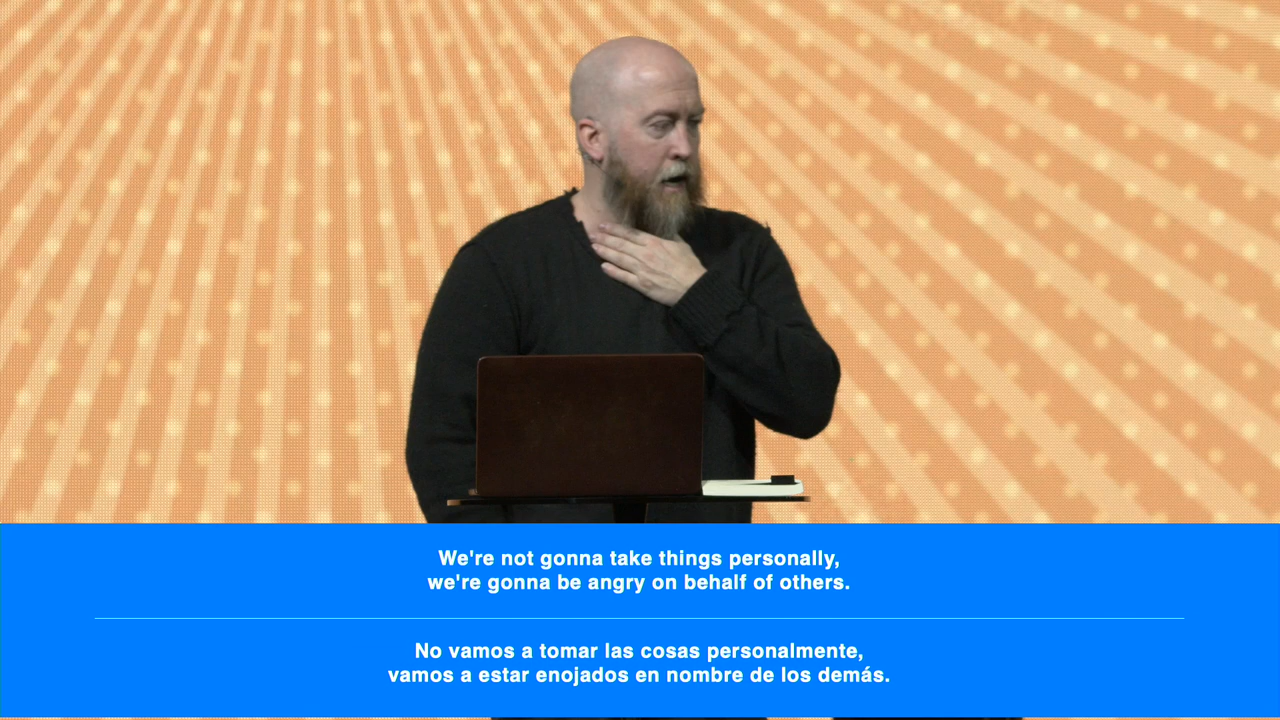 We're not gonna take things personally,
we're gonna be angry on behalf of others.
No vamos a tomar las cosas personalmente,
vamos a estar enojados en nombre de los demás.